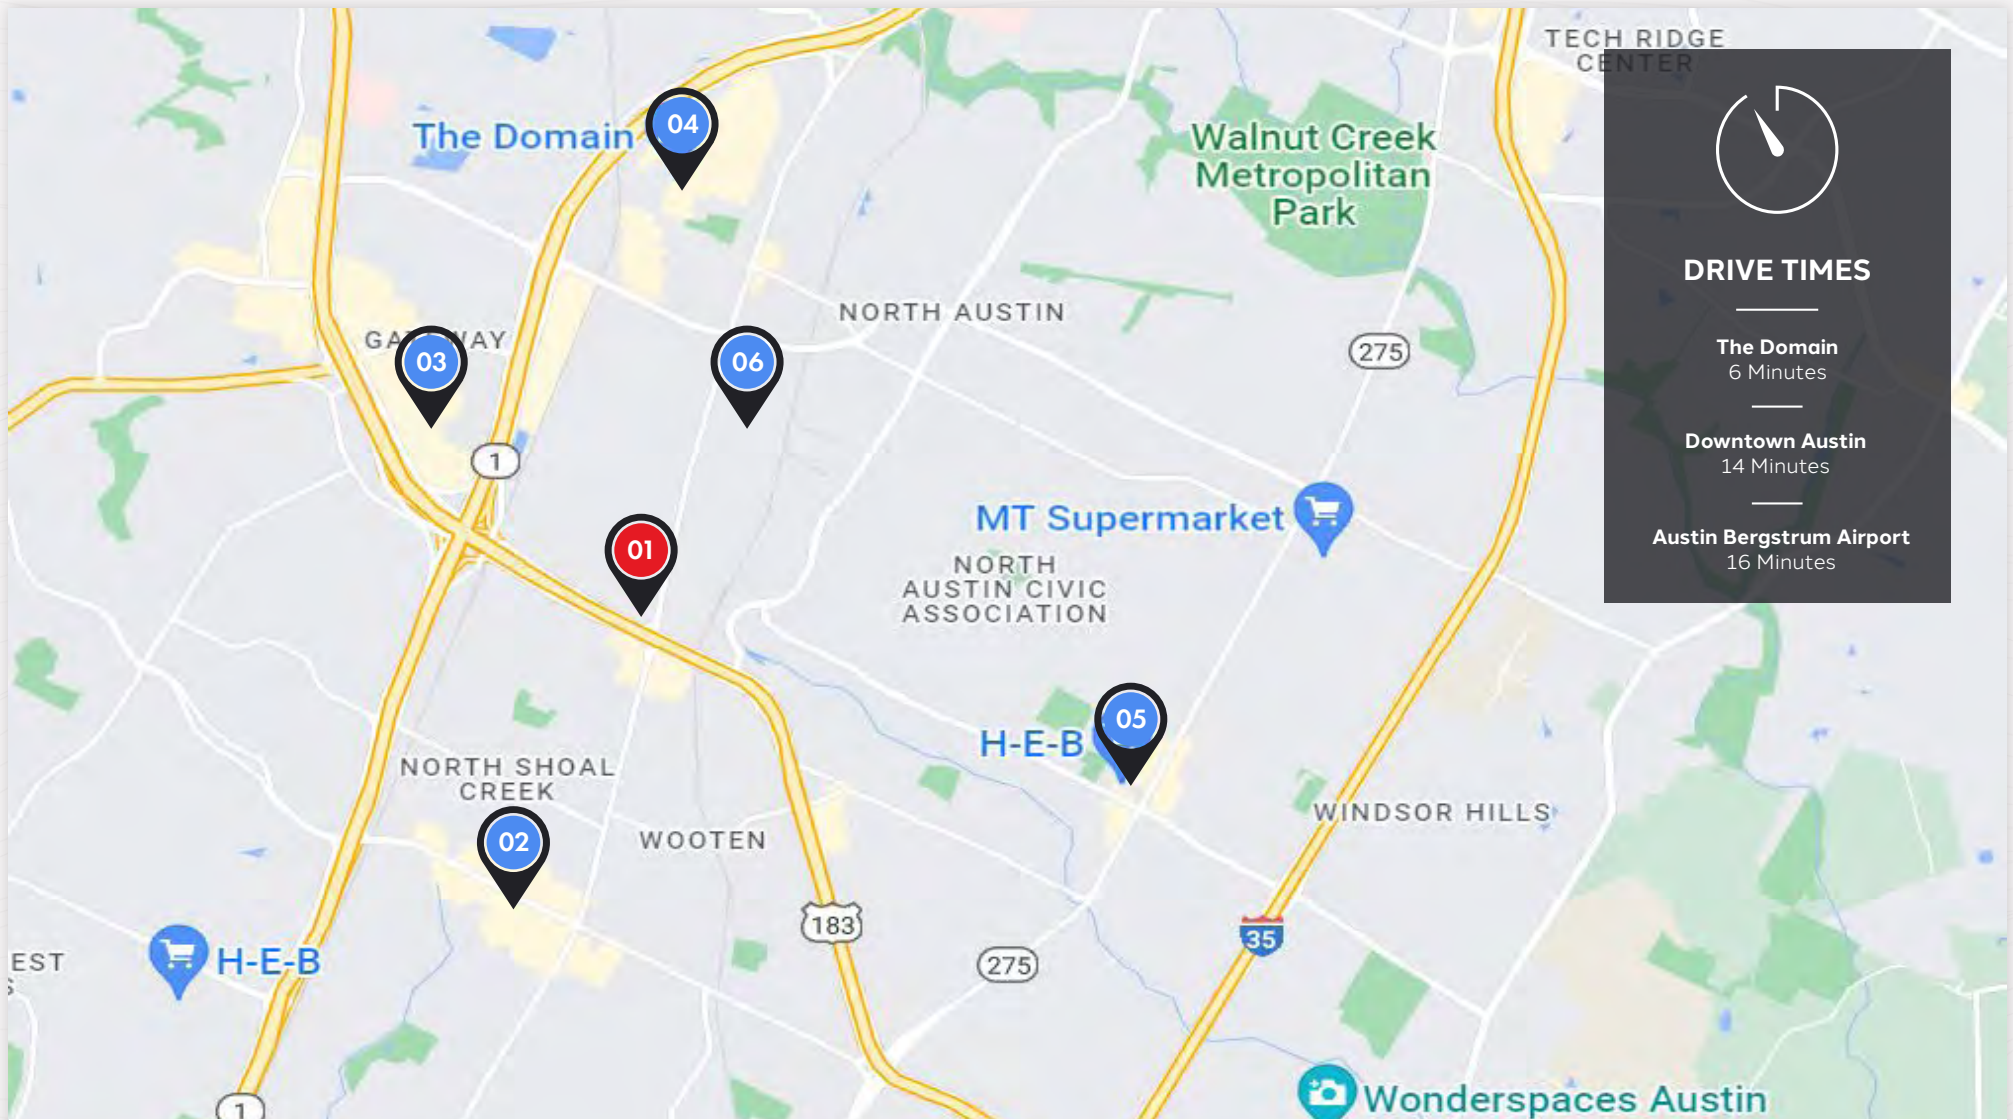 TECH RIDGE
CENTER
The Domain
04
Walnut Creek
Metropolitan
Park
DRIVE TIMES
The Domain
6 Minutes
Downtown Austin
14 Minutes
Austin Bergstrum Airport
16 Minutes
NORTH AUSTIN
GATEWAY
03
06
275
1
MT Supermarket
01
NORTH
AUSTIN CIVIC
ASSOCIATION
05
H-E-B
NORTH SHOAL
CREEK
WINDSOR HILLS
02
WOOTEN
183
35
H-E-B
EST
275
1
Wonderspaces Austin